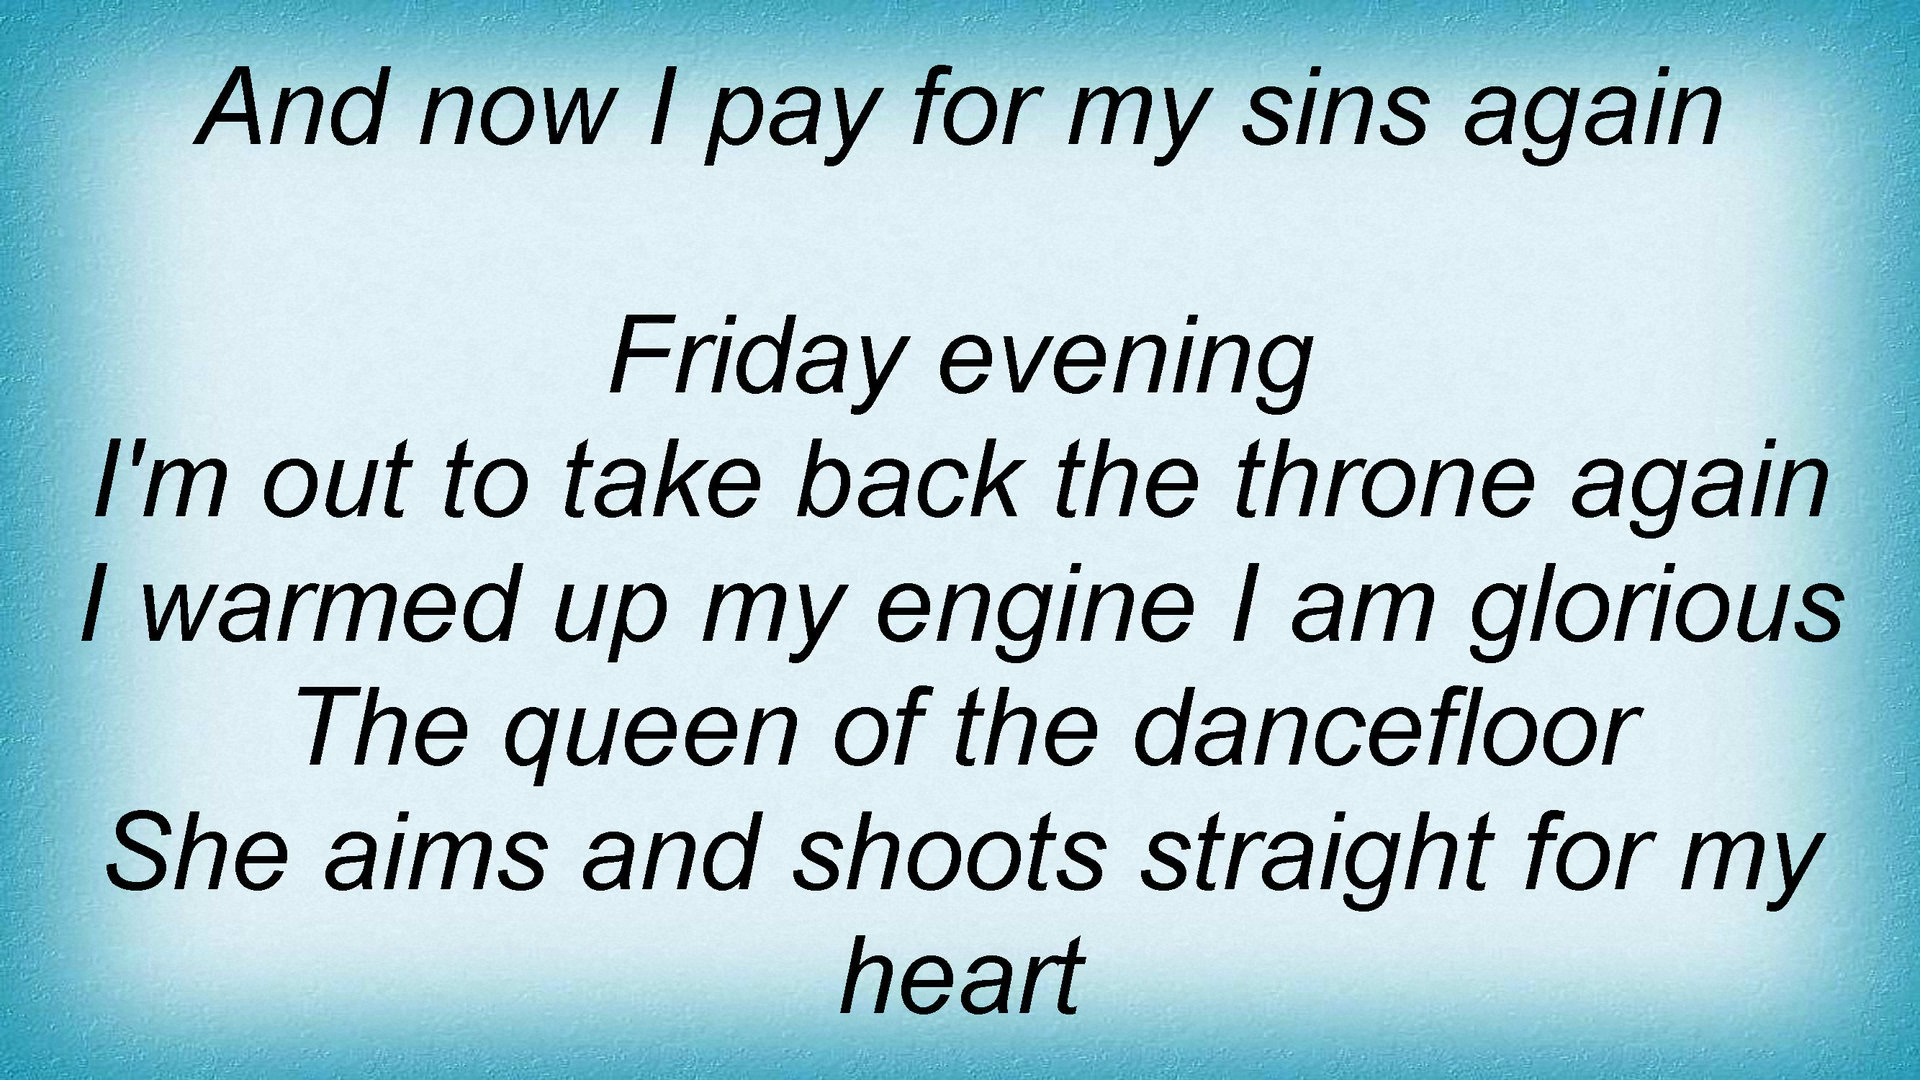 And now I pay for my sins again
Friday evening
I'm out to take back the throne again
I warmed up my engine I am glorious
The queen of the dancefloor
She aims and shoots straight for my
heart